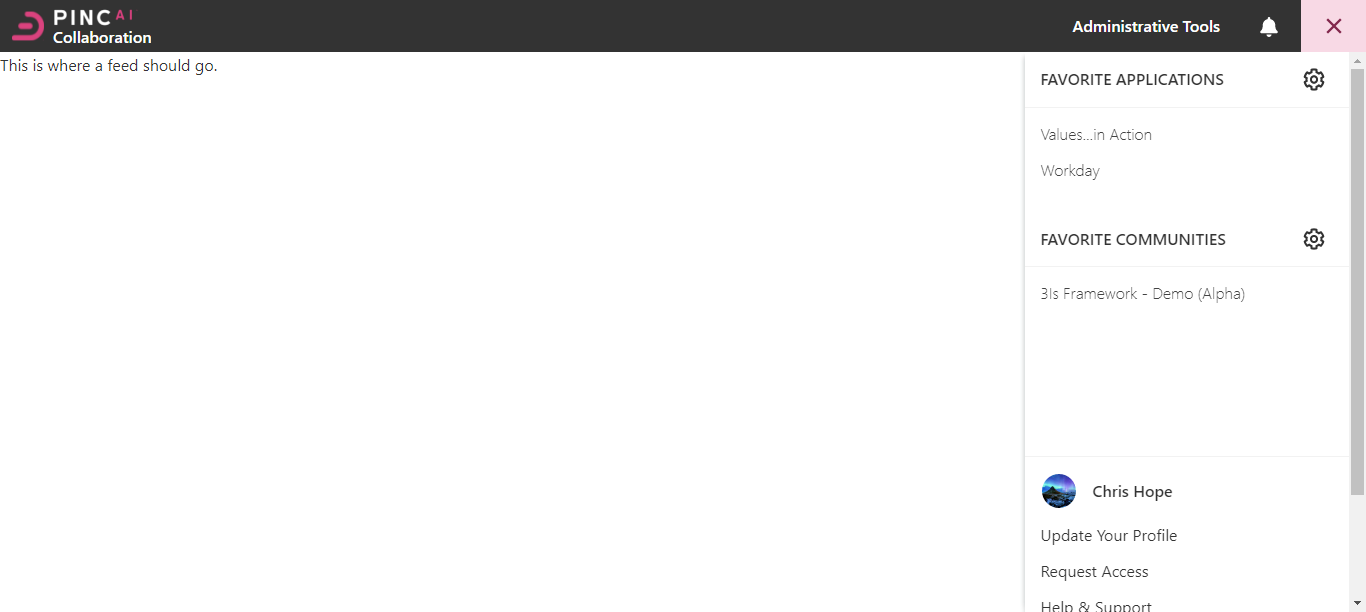 PINC AI
Collaboration
Administrative Tools
This is where a feed should go.
FAVORITE APPLICATIONS
Values...in Action
Workday
FAVORITE COMMUNITIES
3Is Framework - Demo (Alpha)
Chris Hope
Update Your Profile
Request Access
Help & Support